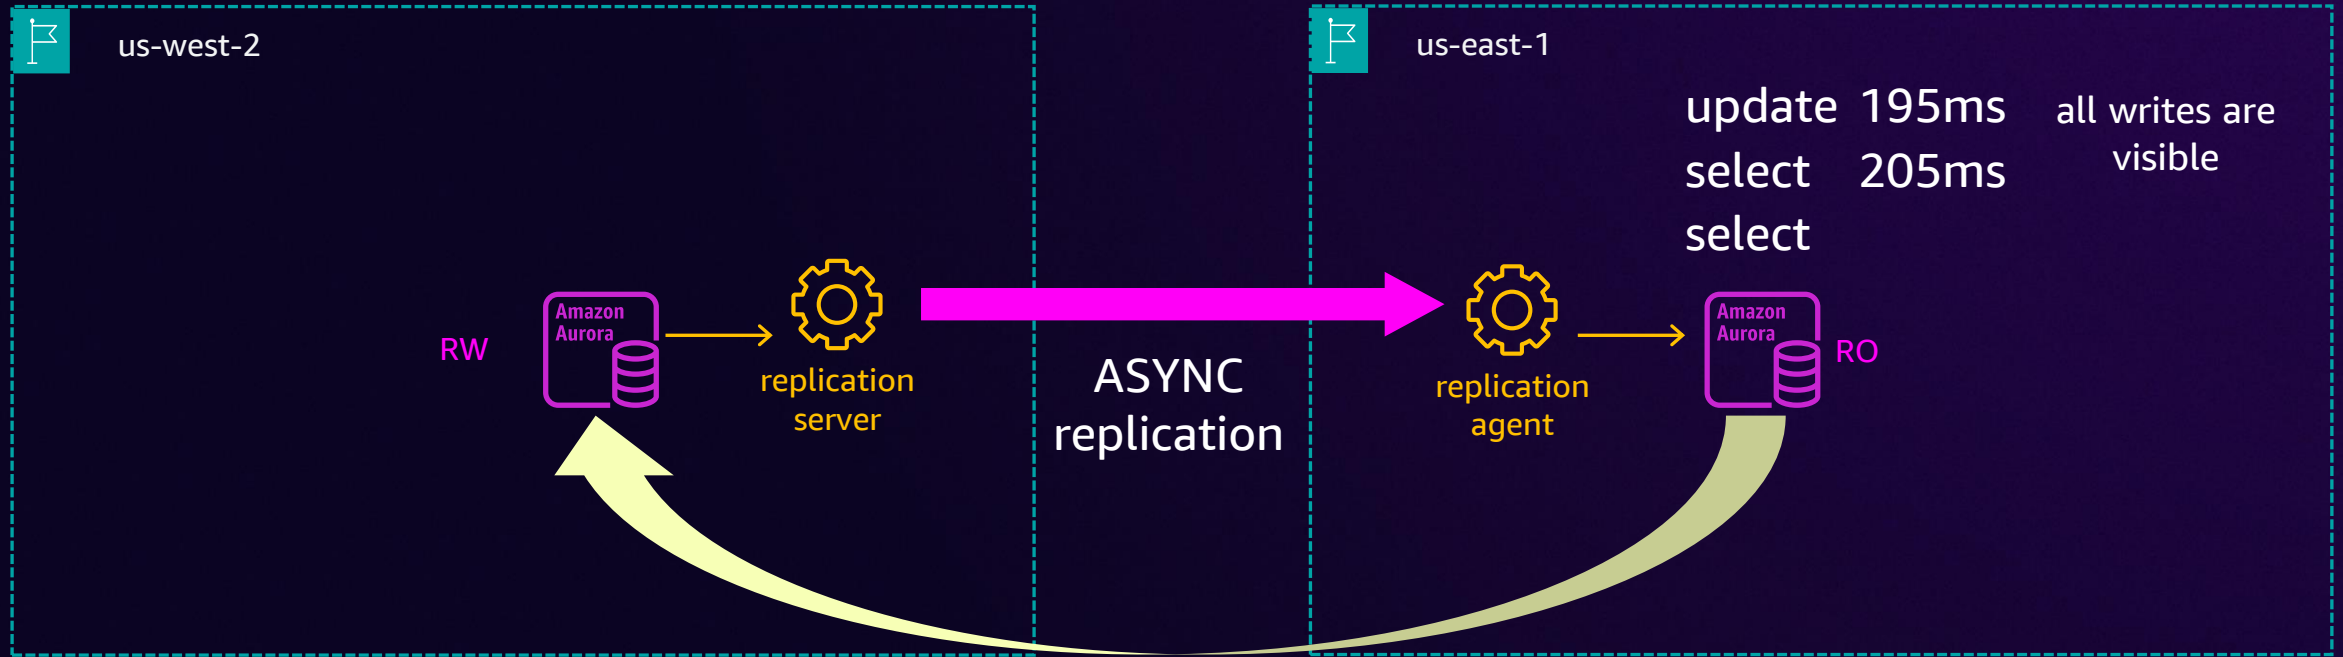 us-west-2
us-east-1
update 195ms
select 205ms
select
all writes are
visible
Amazon
Aurora
RW
replication
server
ASYNC
replication
replication
agent
Amazon
Aurora
RO